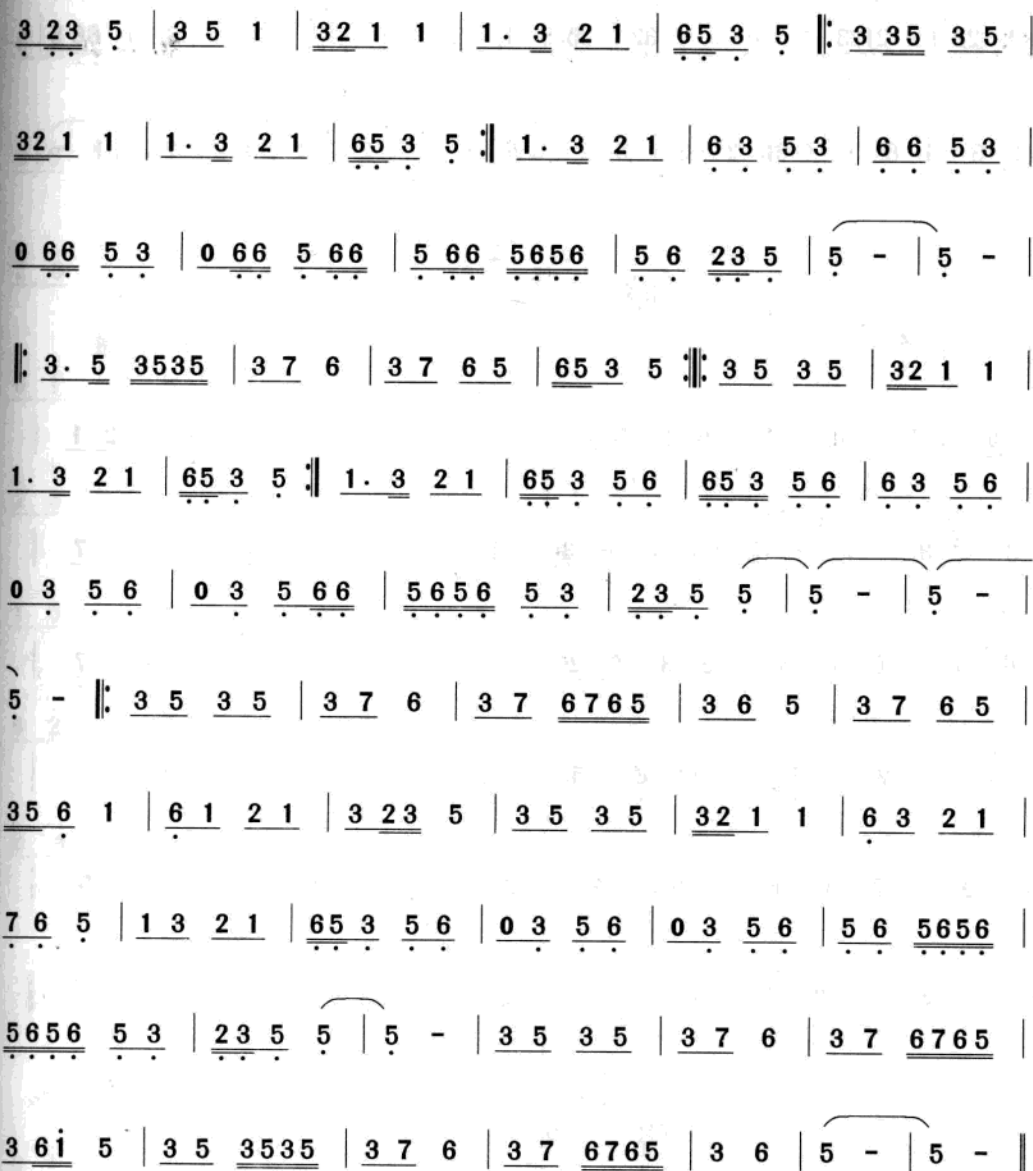 3 23 5 | 3 5 1 | 32 1 1 | 1· 3 2 1 | 65 3 5 ‖: 3 35 3 5 |
32 1 1 | 1· 3 2 1 | 65 3 5 :‖ 1· 3 2 1 | 6 3 5 3 | 6 6 5 3 |
0 66 5 3 | 0 66 5 66 | 5 66 5656 | 5 6 23 5 | 5 - | 5 - |
‖: 3· 5 3535 | 3 7 6 | 3 7 6 5 | 65 3 5 :‖: 3 5 3 5 | 32 1 1 |
1· 3 2 1 | 65 3 5 :‖ 1· 3 2 1 | 65 3 5 6 | 65 3 5 6 | 6 3 5 6 |
0 3 5 6 | 0 3 5 66 | 5656 5 3 | 23 5 5 | 5 - | 5 - |
5 - ‖: 3 5 3 5 | 3 7 6 | 3 7 6765 | 3 6 5 | 3 7 6 5 |
35 6 1 | 6 1 2 1 | 3 23 5 | 3 5 3 5 | 32 1 1 | 6 3 2 1 |
7 6 5 | 1 3 2 1 | 65 3 5 6 | 0 3 5 6 | 0 3 5 6 | 5 6 5656 |
5656 5 3 | 23 5 5 | 5 - | 3 5 3 5 | 3 7 6 | 3 7 6765 |
3 6i 5 | 3 5 3535 | 3 7 6 | 3 7 6765 | 3 6 | 5 - | 5 - ‖